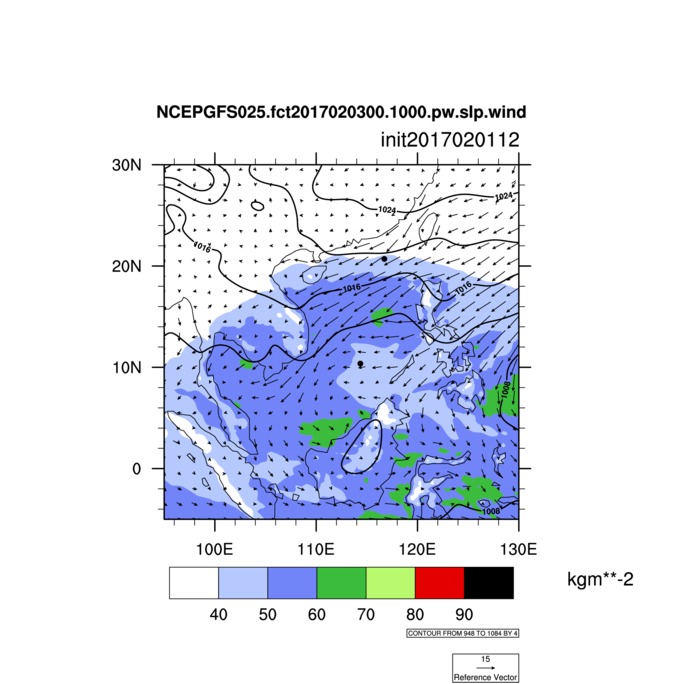 NCEPGFS025.fct2017020300.1000.pw.slp.wind
init2017020112
30N
1024
1024
1016
20N
1016
1016
10N
1008
0
1008
100E 110E 120E 130E
kgm**-2
40 50 60 70 80 90
CONTOUR FROM 948 TO 1084 BY 4
15
Reference Vector